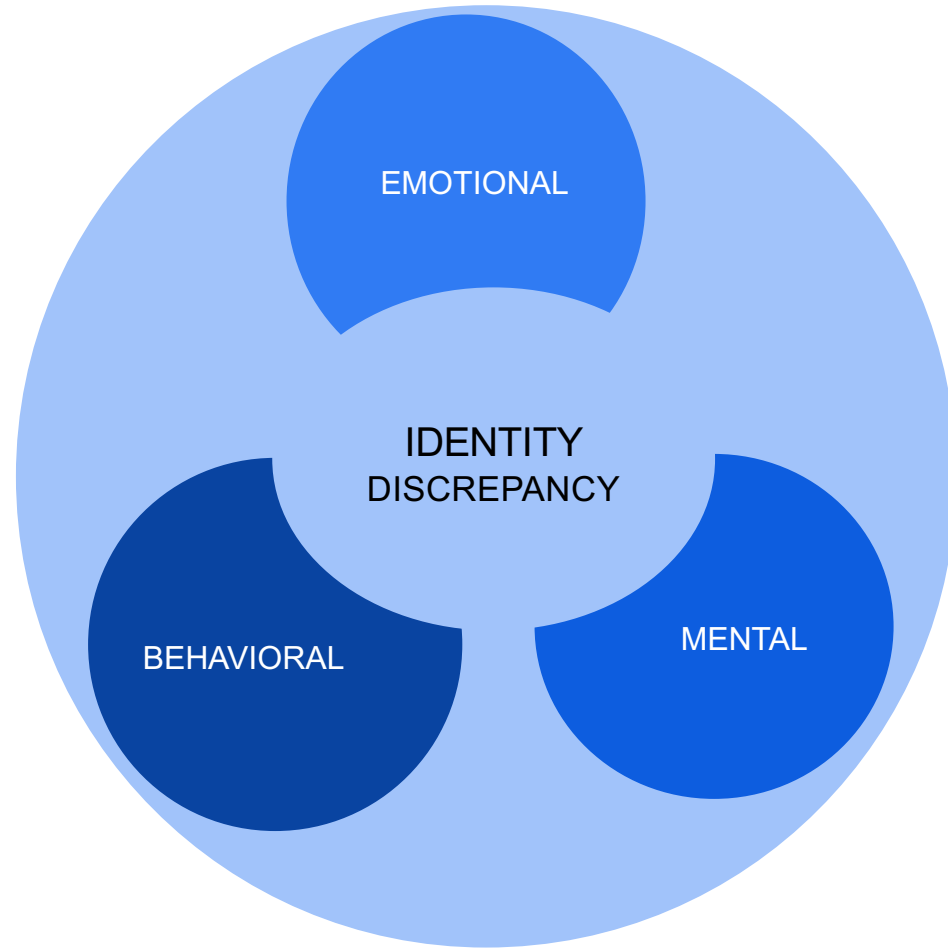 EMOTIONAL
IDENTITY
DISCREPANCY
BEHAVIORAL
MENTAL